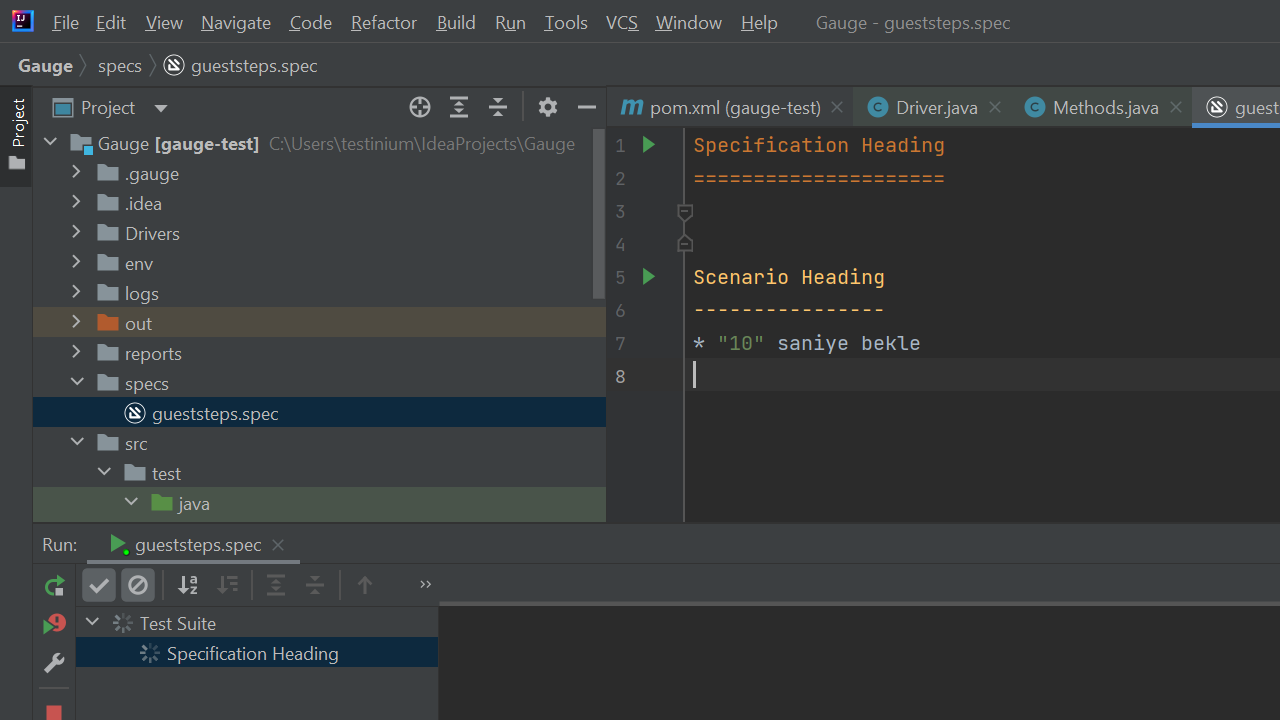 File Edit View Navigate Code Refactor Build Run Tools VCS Window Help Gauge - gueststeps.spec
Gauge specs gueststeps.spec
Project
Project
pom.xml (gauge-test) Driver.java Methods.java guest
Gauge [gauge-test] C:\Users\testinium\IdeaProjects\Gauge
.gauge
.idea
Drivers
env
logs
out
reports
specs
gueststeps.spec
src
test
java
1 Specification Heading
2 =====================
3
4
5 Scenario Heading
6 ----------------
7 * "10" saniye bekle
8
Run: gueststeps.spec
Test Suite
Specification Heading